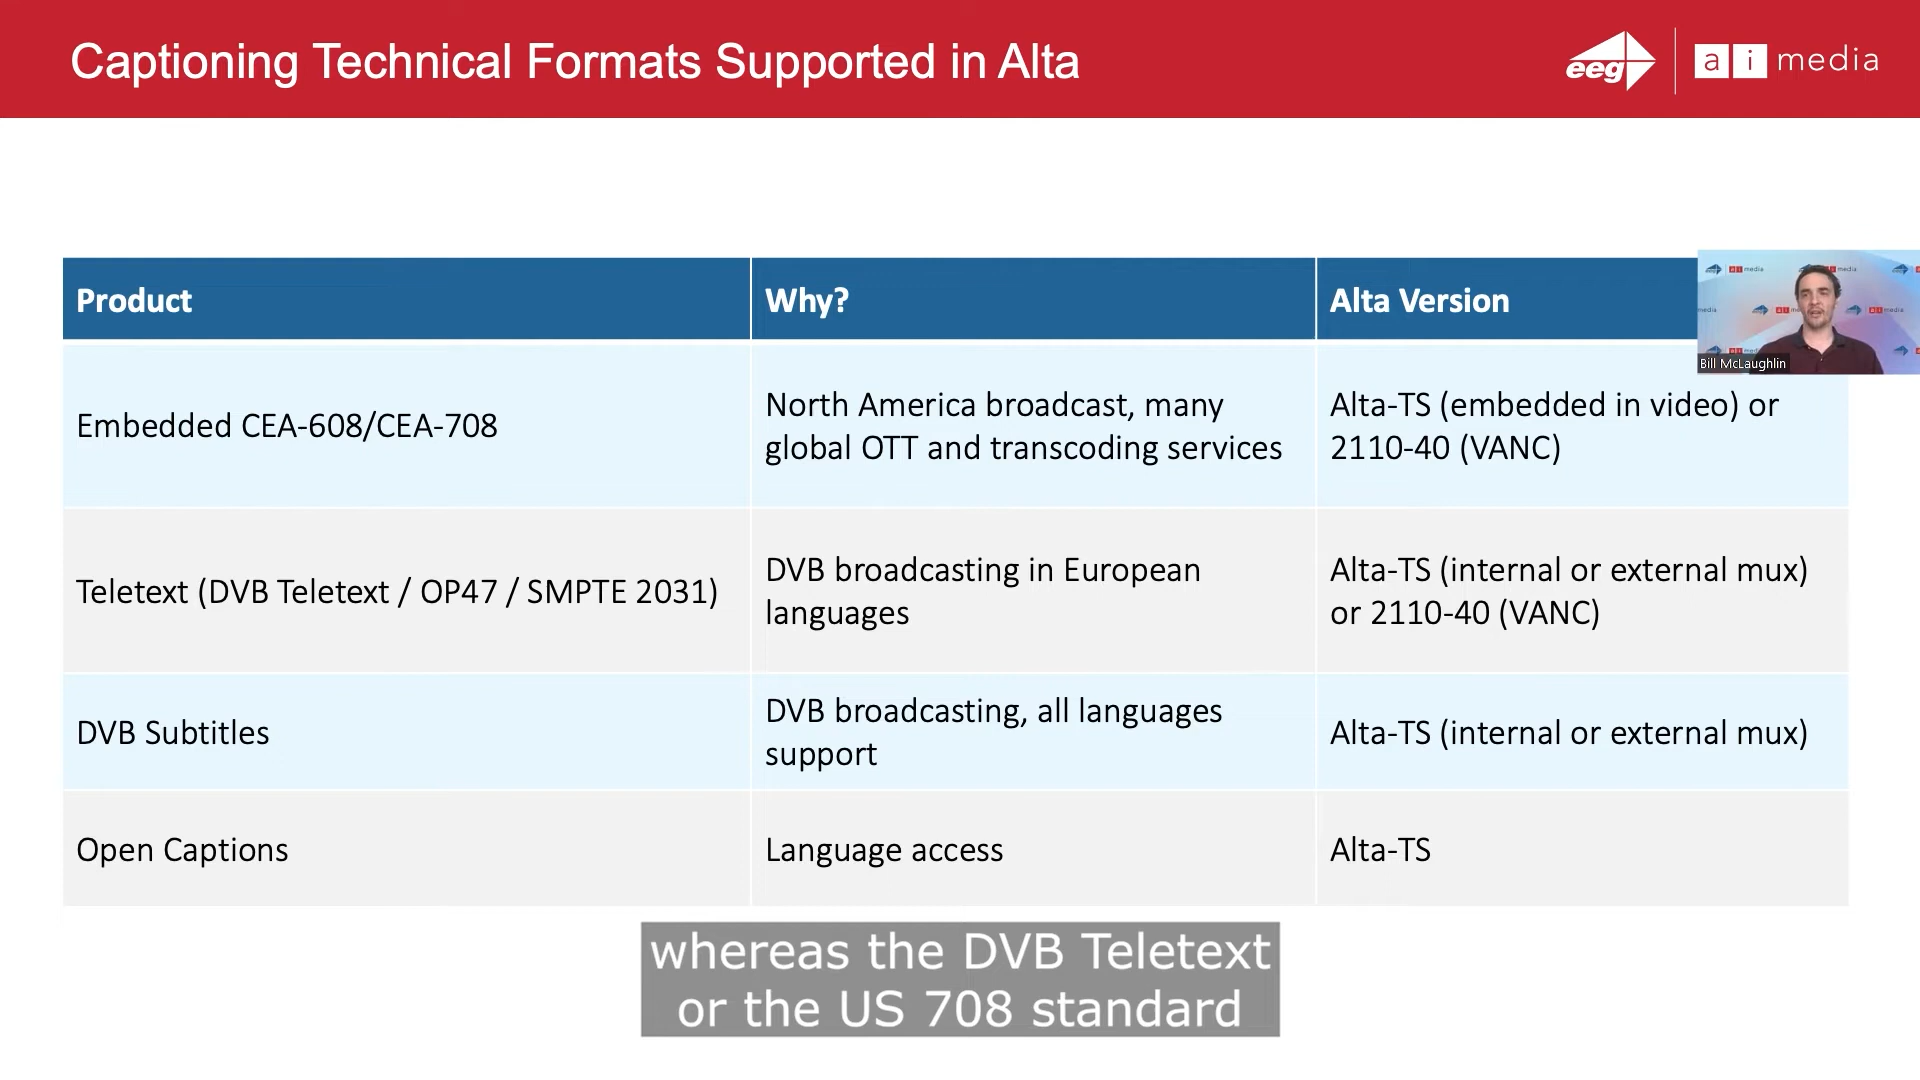 Captioning Technical Formats Supported in Alta
eeg
ai media
Product
Why?
Alta Version
Bill McLaughlin
Embedded CEA-608/CEA-708
North America broadcast, many
global OTT and transcoding services
Alta-TS (embedded in video) or
2110-40 (VANC)
Teletext (DVB Teletext / OP47 / SMPTE 2031)
DVB broadcasting in European
languages
Alta-TS (internal or external mux)
or 2110-40 (VANC)
DVB Subtitles
DVB broadcasting, all languages
support
Alta-TS (internal or external mux)
Open Captions
Language access
Alta-TS
whereas the DVB Teletext
or the US 708 standard